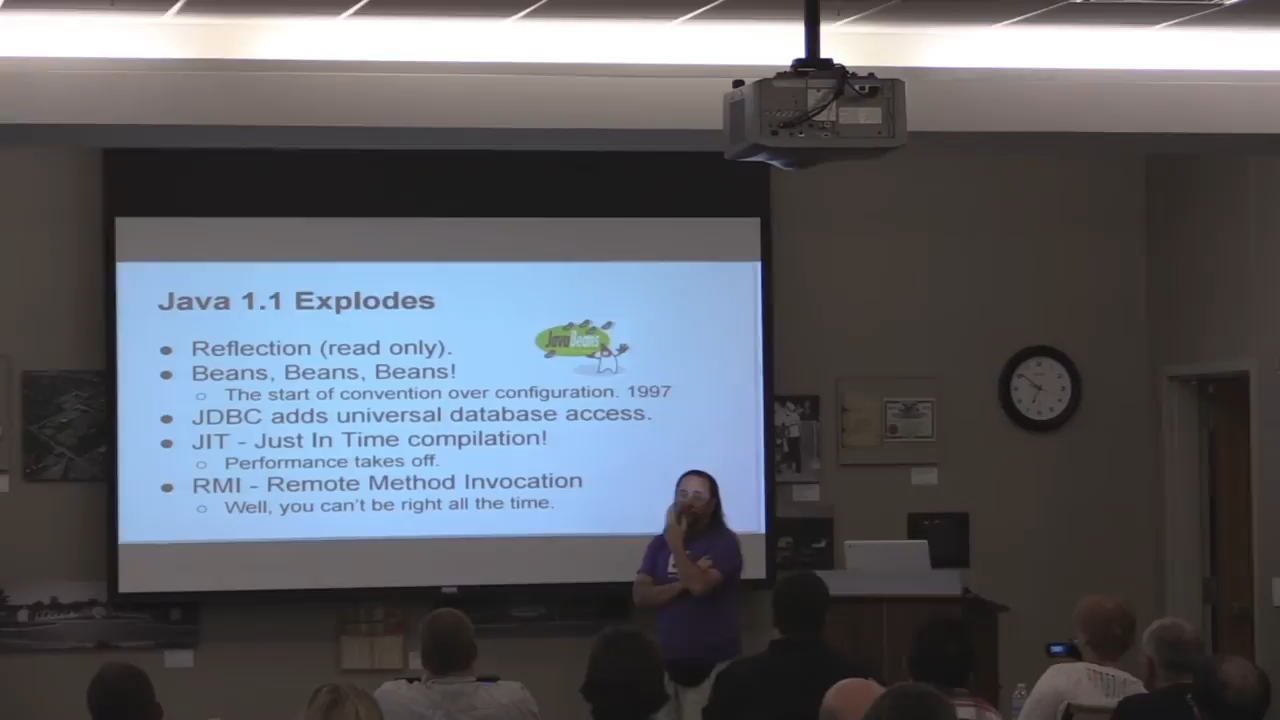 Java 1.1 Explodes
Reflection (read only).
JavaBeans
Beans, Beans, Beans!
The start of convention over configuration. 1997
JDBC adds universal database access.
JIT - Just In Time compilation!
Performance takes off.
RMI - Remote Method Invocation
Well, you can't be right all the time.